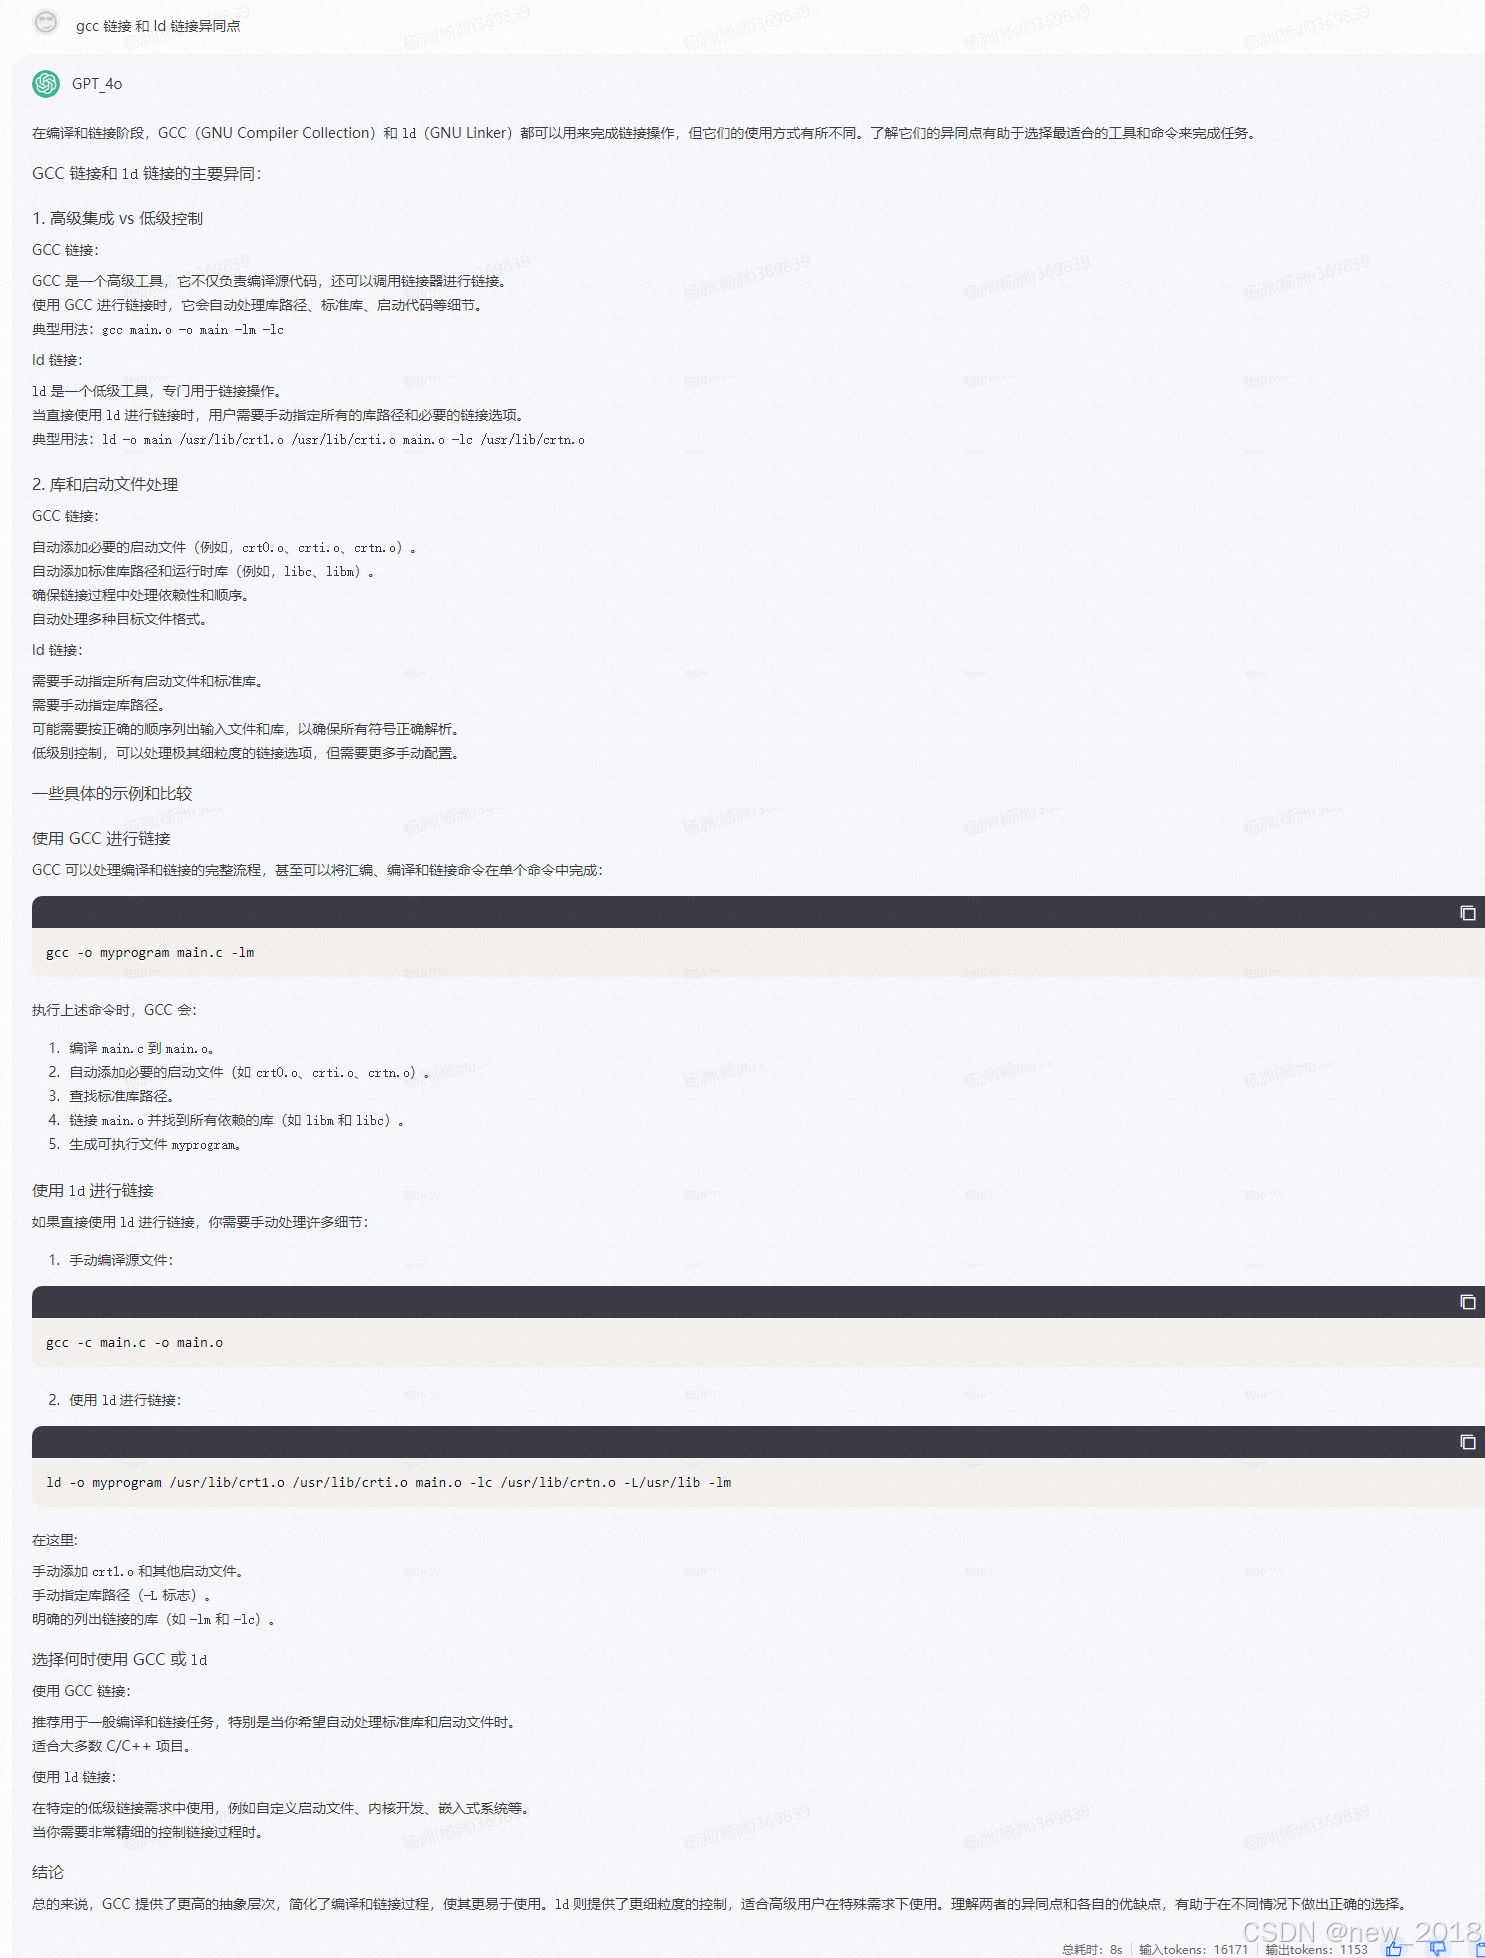 gcc 链接 和 ld 链接异同点
GPT_4o
在编译和链接阶段，GCC（GNU Compiler Collection）和 ld（GNU Linker）都可以用来完成链接操作，但它们的使用方式有所不同。了解它们的异同点有助于选择最适合的工具和命令来完成任务。
GCC 链接和 ld 链接的主要异同：
1. 高级集成 vs 低级控制
GCC 链接：
GCC 是一个高级工具，它不仅负责编译源代码，还可以调用链接器进行链接。
使用 GCC 进行链接时，它会自动处理库路径、标准库、启动代码等细节。
典型用法：gcc main.o -o main -lm -lc
ld 链接：
ld 是一个低级工具，专门用于链接操作。
当直接使用 ld 进行链接时，用户需要手动指定所有的库路径和必要的链接选项。
典型用法：ld -o main /usr/lib/crt1.o /usr/lib/crti.o main.o -lc /usr/lib/crtn.o
2. 库和启动文件处理
GCC 链接：
自动添加必要的启动文件（例如，crt0.o、crti.o、crtn.o）。
自动添加标准库路径和运行时库（例如，libc、libm）。
确保链接过程中处理依赖性和顺序。
自动处理多种目标文件格式。
ld 链接：
需要手动指定所有启动文件和标准库。
需要手动指定库路径。
可能需要按正确的顺序列出输入文件和库，以确保所有符号正确解析。
低级别控制，可以处理极其细粒度的链接选项，但需要更多手动配置。
一些具体的示例和比较
使用 GCC 进行链接
GCC 可以处理编译和链接的完整流程，甚至可以将汇编、编译和链接命令在单个命令中完成：
gcc -o myprogram main.c -lm
执行上述命令时，GCC 会：
1. 编译 main.c 到 main.o。
2. 自动添加必要的启动文件（如 crt0.o、crti.o、crtn.o）。
3. 查找标准库路径。
4. 链接 main.o 并找到所有依赖的库（如 libm 和 libc）。
5. 生成可执行文件 myprogram。
使用 ld 进行链接
如果直接使用 ld 进行链接，你需要手动处理许多细节：
1. 手动编译源文件：
gcc -c main.c -o main.o
2. 使用 ld 进行链接：
ld -o myprogram /usr/lib/crt1.o /usr/lib/crti.o main.o -lc /usr/lib/crtn.o -L/usr/lib -lm
在这里:
手动添加 crt1.o 和其他启动文件。
手动指定库路径（-L 标志）。
明确的列出链接的库（如 -lm 和 -lc）。
选择何时使用 GCC 或 ld
使用 GCC 链接：
推荐用于一般编译和链接任务，特别是当你希望自动处理标准库和启动文件时。
适合大多数 C/C++ 项目。
使用 ld 链接：
在特定的低级链接需求中使用，例如自定义启动文件、内核开发、嵌入式系统等。
当你需要非常精细的控制链接过程时。
结论
总的来说，GCC 提供了更高的抽象层次，简化了编译和链接过程，使其更易于使用。ld 则提供了更细粒度的控制，适合高级用户在特殊需求下使用。理解两者的异同点和各自的优缺点，有助于在不同情况下做出正确的选择。
CSDN @new_2018
总耗时：8s 输入tokens：16171 输出tokens：1153